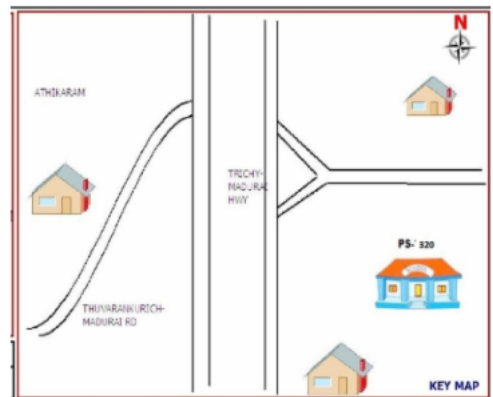 N
ATHIKARAM
TRICHY-
MADURAI
HWY
PS- 320
THUVARANKURICH-
MADURAI RD
KEY MAP